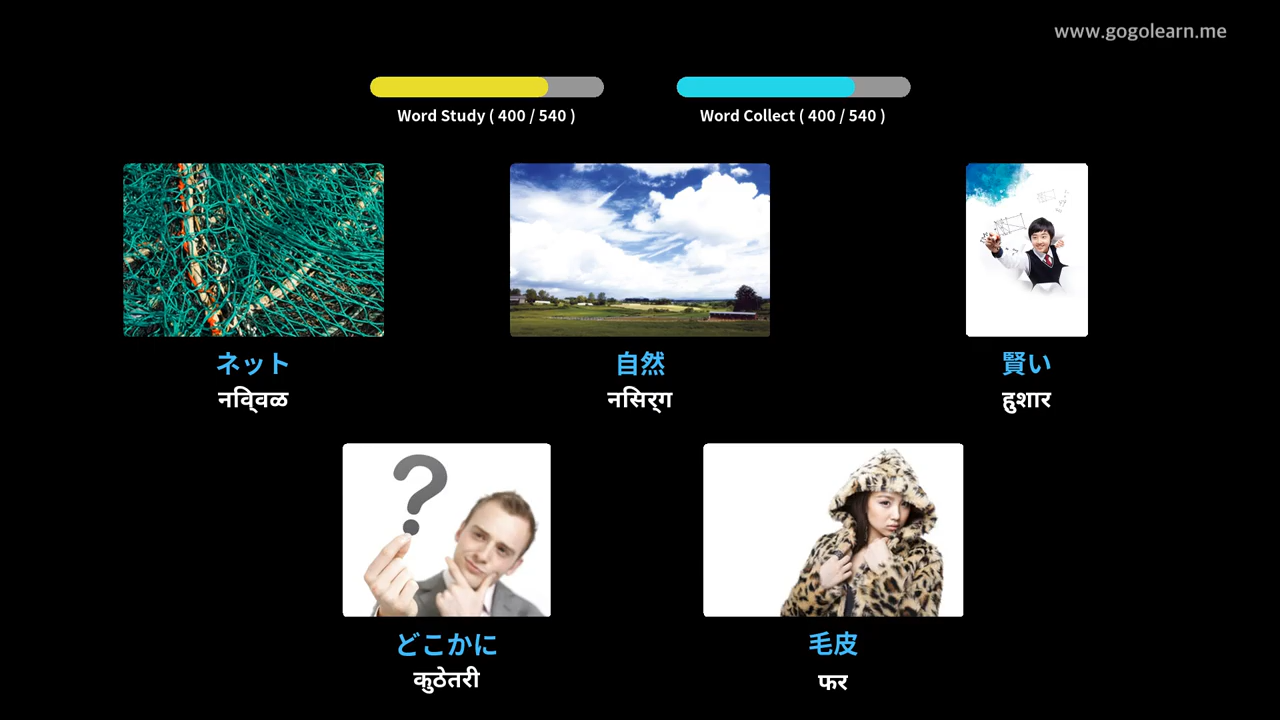 www.gogolearn.me
Word Study ( 400 / 540 )
Word Collect ( 400 / 540 )
ネット
नवि्वळ
自然
नसिर्ग
賢い
हुशार
どこかに
कुठेतरी
毛皮
फर